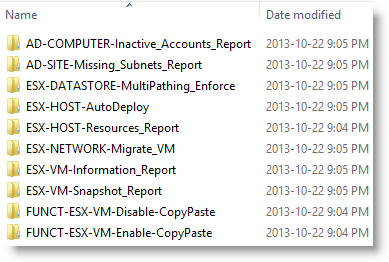 Name Date modified
AD-COMPUTER-Inactive_Accounts_Report 2013-10-22 9:05 PM
AD-SITE-Missing_Subnets_Report 2013-10-22 9:05 PM
ESX-DATASTORE-MultiPathing_Enforce 2013-10-22 9:05 PM
ESX-HOST-AutoDeploy 2013-10-22 9:05 PM
ESX-HOST-Resources_Report 2013-10-22 9:04 PM
ESX-NETWORK-Migrate_VM 2013-10-22 9:05 PM
ESX-VM-Information_Report 2013-10-22 9:05 PM
ESX-VM-Snapshot_Report 2013-10-22 9:05 PM
FUNCT-ESX-VM-Disable-CopyPaste 2013-10-22 9:04 PM
FUNCT-ESX-VM-Enable-CopyPaste 2013-10-22 9:04 PM